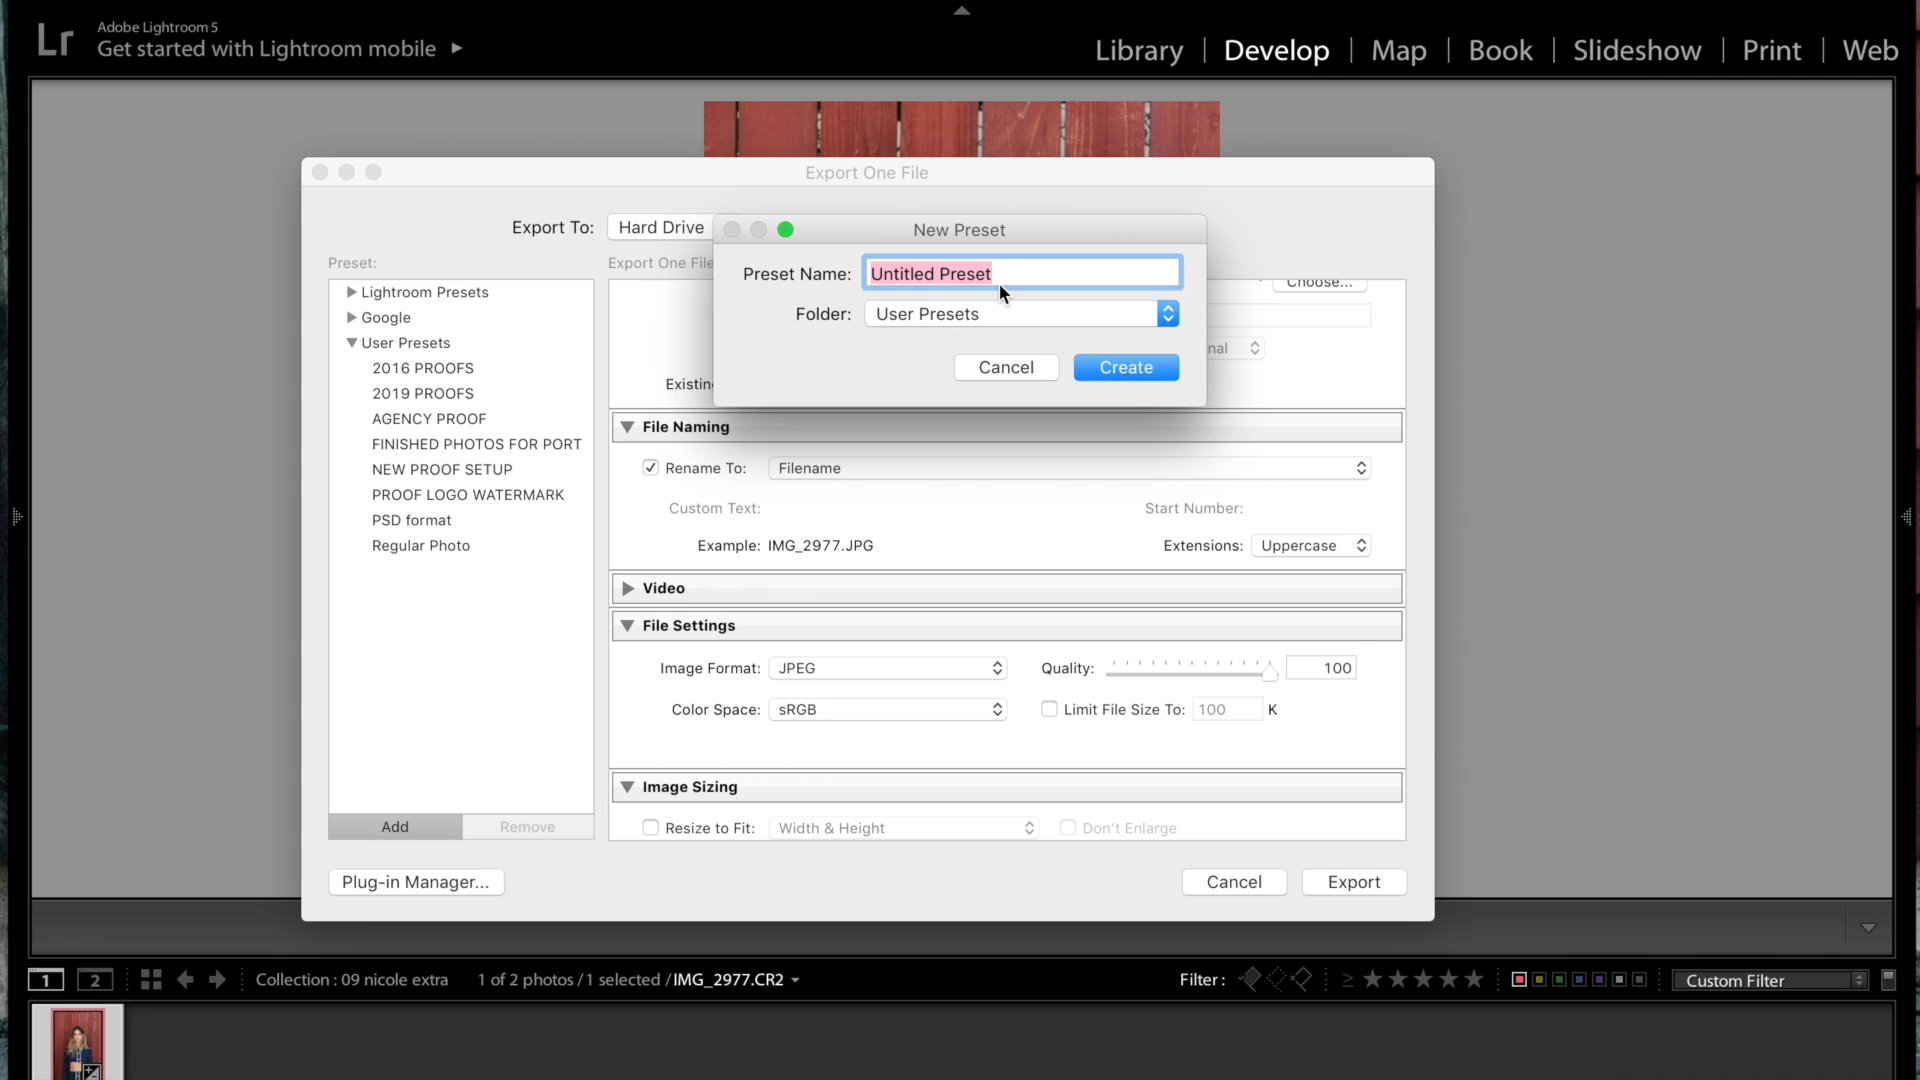 Lr
Adobe Lightroom 5
Get started with Lightroom mobile
Library | Develop | Map | Book | Slideshow | Print | Web
Export One File
Export To: Hard Drive
New Preset
Preset Name: Untitled Preset
Folder: User Presets
Cancel Create
Preset:
Lightroom Presets
Google
User Presets
2016 PROOFS
2019 PROOFS
AGENCY PROOF
FINISHED PHOTOS FOR PORT
NEW PROOF SETUP
PROOF LOGO WATERMARK
PSD format
Regular Photo
Add Remove
Export One File
Choose...
nal
Existin
File Naming
Rename To: Filename
Custom Text: Start Number:
Example: IMG_2977.JPG Extensions: Uppercase
Video
File Settings
Image Format: JPEG Quality: 100
Color Space: sRGB Limit File Size To: 100 K
Image Sizing
Resize to Fit: Width & Height Don't Enlarge
Plug-in Manager... Cancel Export
1 2 Collection : 09 nicole extra 1 of 2 photos / 1 selected / IMG_2977.CR2 Filter : ≥ Custom Filter